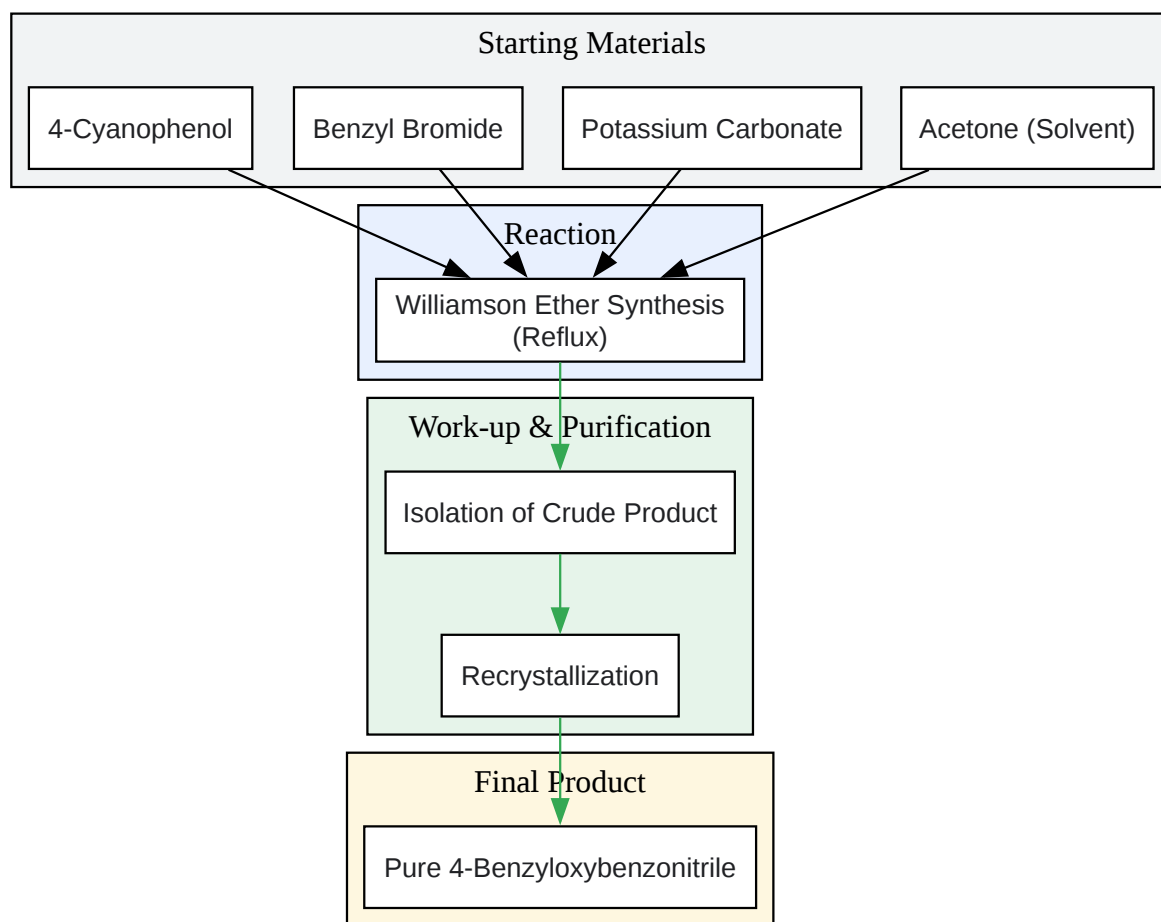 Starting Materials
4-Cyanophenol
Benzyl Bromide
Potassium Carbonate
Acetone (Solvent)
Reaction
Williamson Ether Synthesis
(Reflux)
Work-up & Purification
Isolation of Crude Product
Recrystallization
Final Product
Pure 4-Benzyloxybenzonitrile